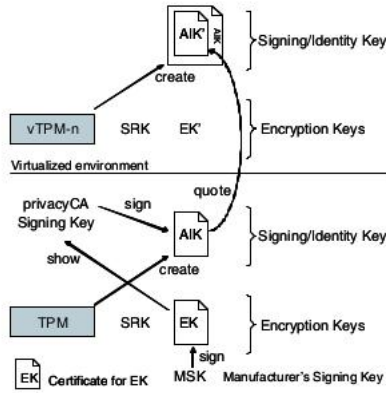 AIK'
AIK
Signing/Identity Key
create
vTPM-n
SRK
EK'
Encryption Keys
Virtualized environment
quote
privacyCA
Signing Key
sign
AIK
Signing/Identity Key
show
create
TPM
SRK
EK
Encryption Keys
sign
EK
Certificate for EK
MSK
Manufacturer's Signing Key